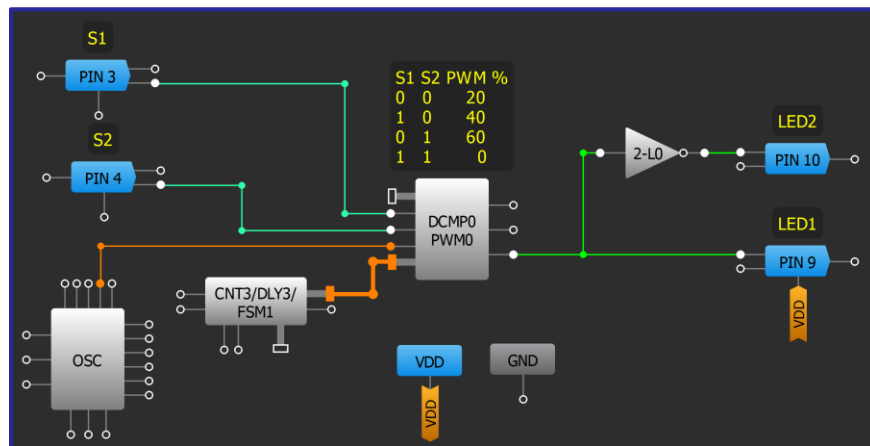 S1
PIN 3
S2
PIN 4
S1 S2 PWM %
0 0 20
1 0 40
0 1 60
1 1 0
DCMP0
PWM0
2-L0
LED2
PIN 10
LED1
PIN 9
VDD
CNT3/DLY3/
FSM1
OSC
VDD
VDD
GND